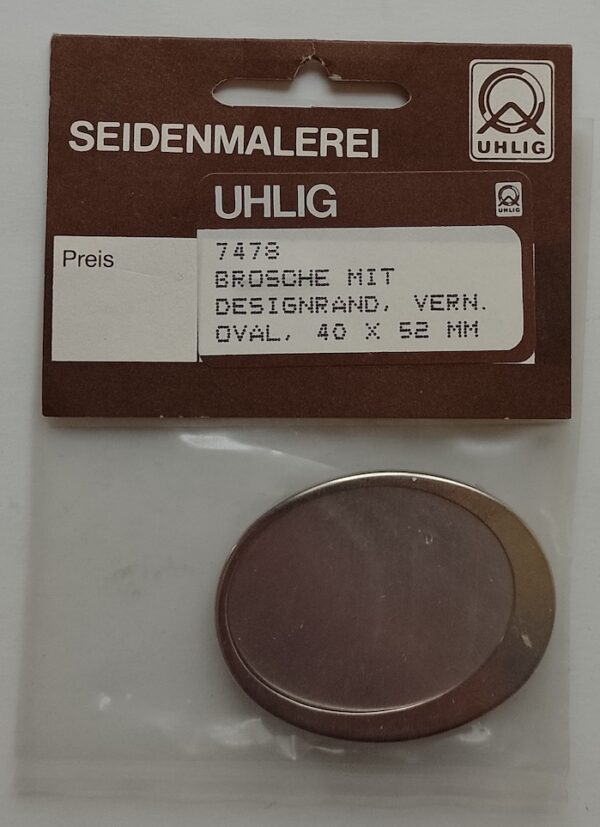 SEIDENMALEREI
UHLIG
UHLIG
UHLIG
Preis
7478
BROSCHE MIT
DESIGNRAND, VERN.
OVAL, 40 X 52 MM